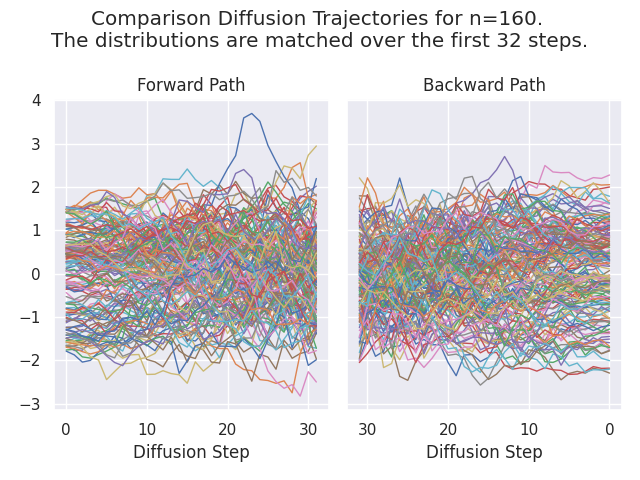 Comparison Diffusion Trajectories for n=160.
The distributions are matched over the first 32 steps.
Forward Path
Backward Path
4
3
2
1
0
−1
−2
−3
0 10 20 30
30 20 10 0
Diffusion Step
Diffusion Step